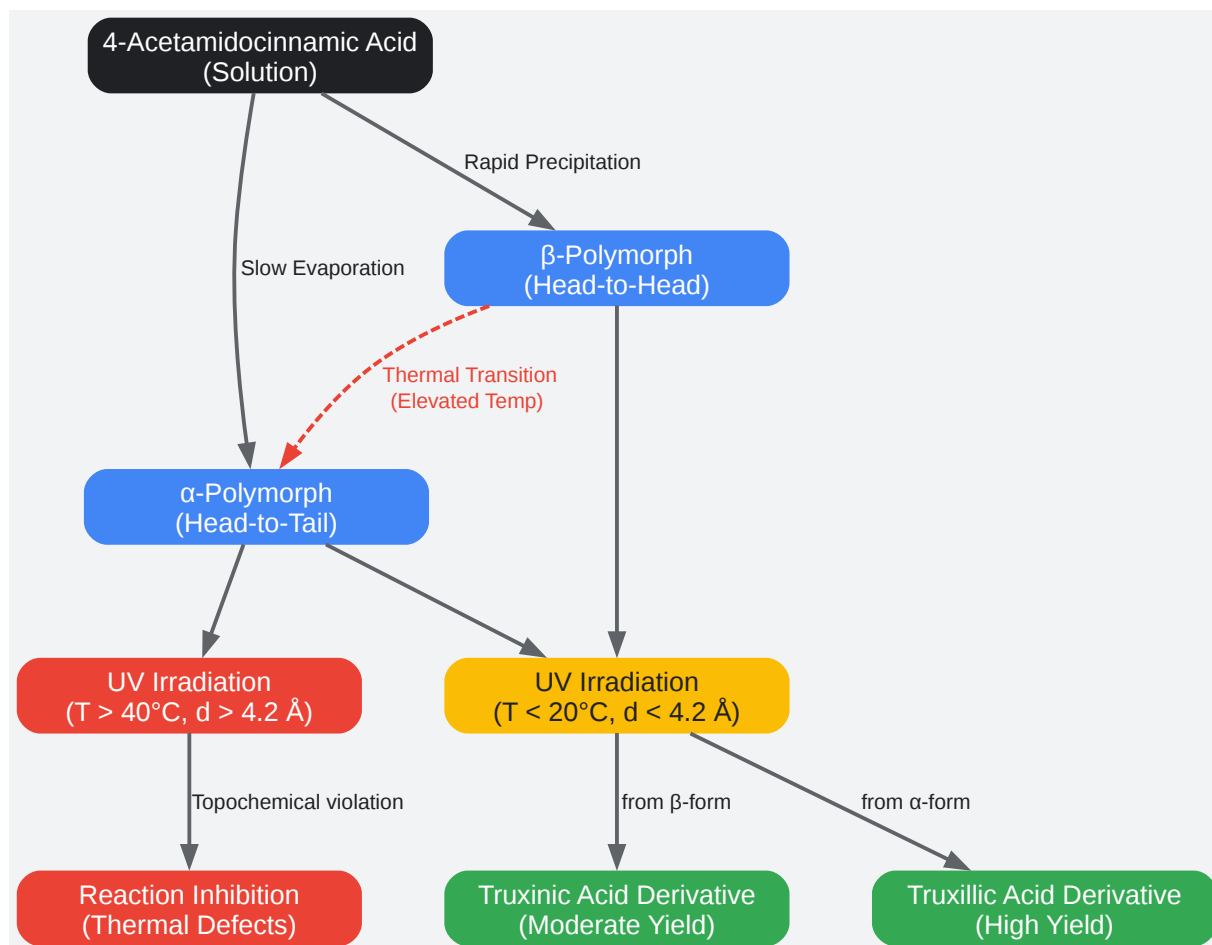 4-Acetamidocinnamic Acid
(Solution)
Rapid Precipitation
β-Polymorph
(Head-to-Head)
Slow Evaporation
Thermal Transition
(Elevated Temp)
α-Polymorph
(Head-to-Tail)
UV Irradiation
(T > 40°C, d > 4.2 Å)
UV Irradiation
(T < 20°C, d < 4.2 Å)
Topochemical violation
from β-form
from α-form
Reaction Inhibition
(Thermal Defects)
Truxinic Acid Derivative
(Moderate Yield)
Truxillic Acid Derivative
(High Yield)